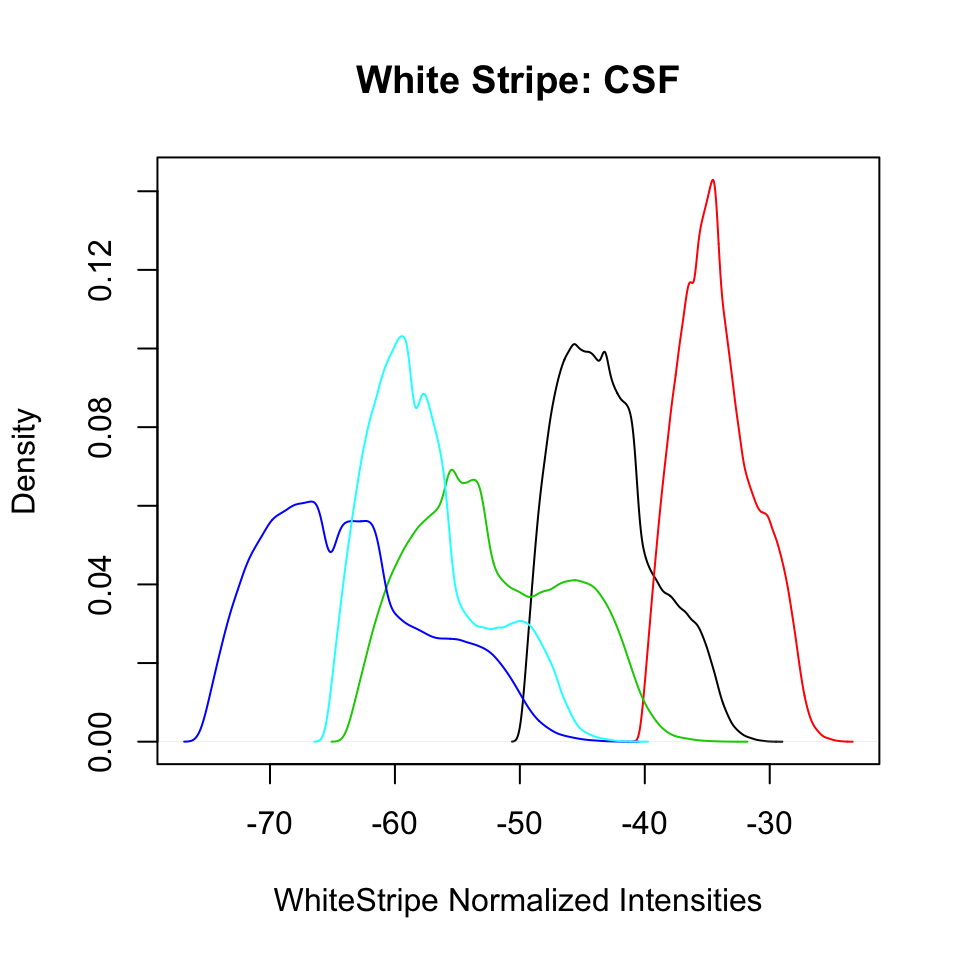 White Stripe: CSF
Density
0.12
0.08
0.04
0.00
-70 -60 -50 -40 -30
WhiteStripe Normalized Intensities